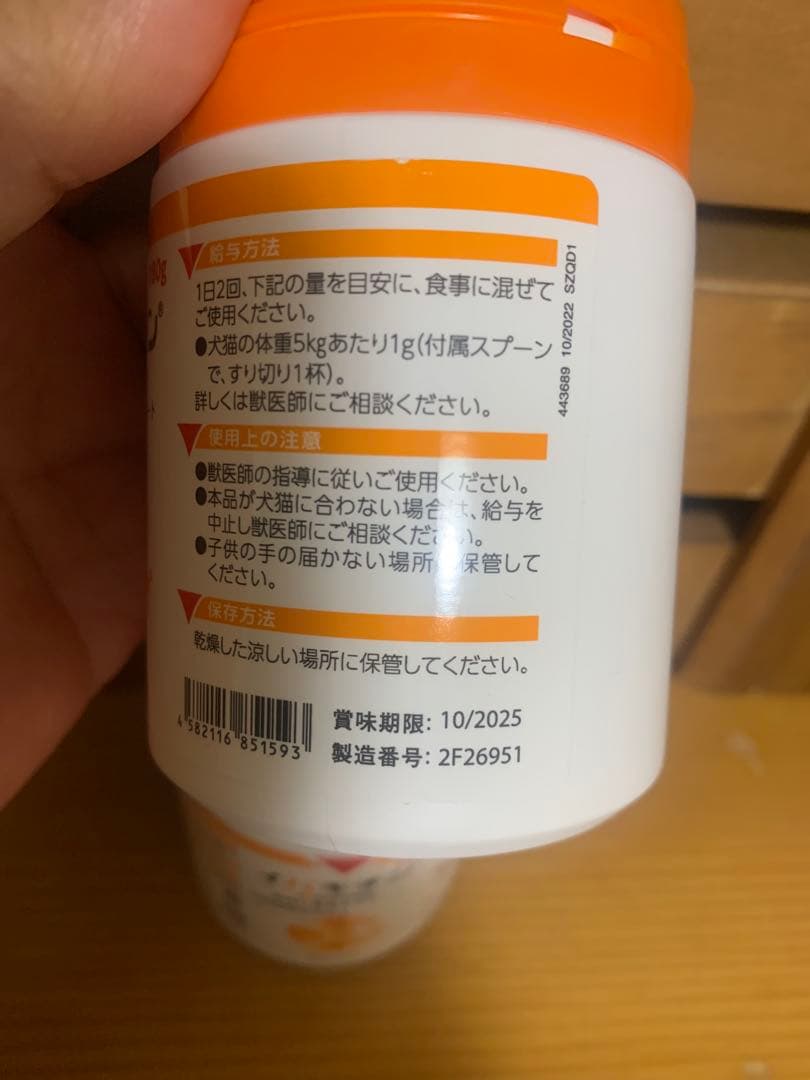 80g
ン®
給与方法
1日2回、下記の量を目安に、食事に混ぜて
ご使用ください。
●犬猫の体重5kgあたり1g(付属スプーン
で、すり切り1杯)。
詳しくは獣医師にご相談ください。
使用上の注意
●獣医師の指導に従いご使用ください。
●本品が犬猫に合わない場合は、給与を
中止し獣医師にご相談ください。
●子供の手の届かない場所 保管して
ください。
保存方法
乾燥した涼しい場所に保管してください。
4 582116 851593
賞味期限: 10/2025
製造番号: 2F26951
443689 10/2022 SZQD1